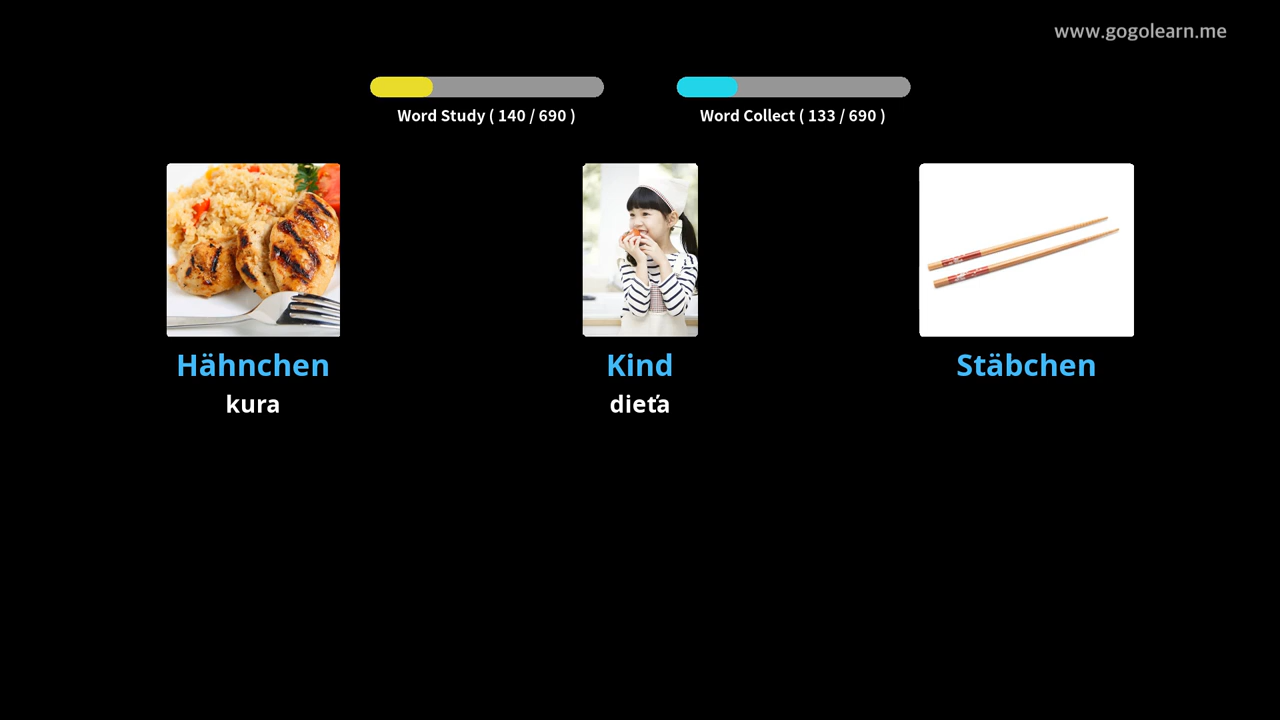 www.gogolearn.me
Word Study ( 140 / 690 )
Word Collect ( 133 / 690 )
Hähnchen
kura
Kind
dieťa
Stäbchen